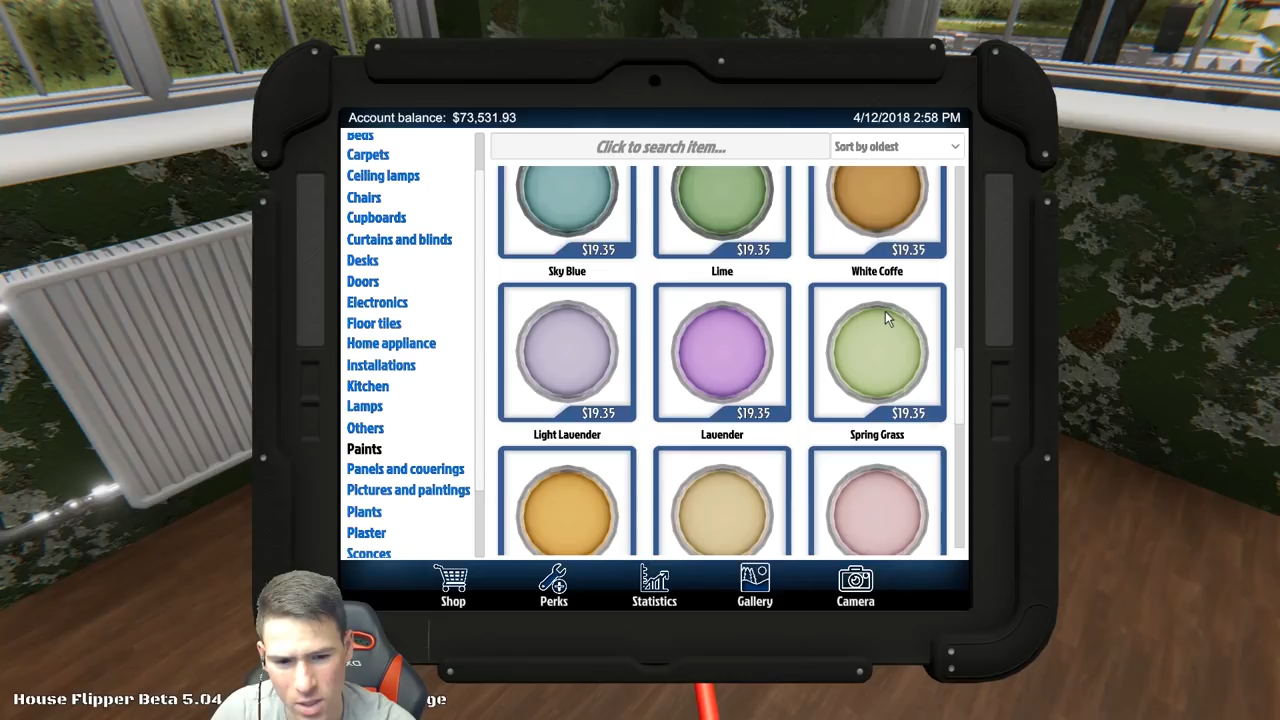 Account balance: $73,531.93
4/12/2018 2:58 PM
Beds
Carpets
Ceiling lamps
Chairs
Cupboards
Curtains and blinds
Desks
Doors
Electronics
Floor tiles
Home appliance
Installations
Kitchen
Lamps
Others
Paints
Panels and coverings
Pictures and paintings
Plants
Plaster
Sconces
Click to search item...
Sort by oldest
$19.35 $19.35 $19.35
Sky Blue Lime White Coffe
$19.35 $19.35 $19.35
Light Lavender Lavender Spring Grass
Shop Perks Statistics Gallery Camera
House Flipper Beta 5.04
ge